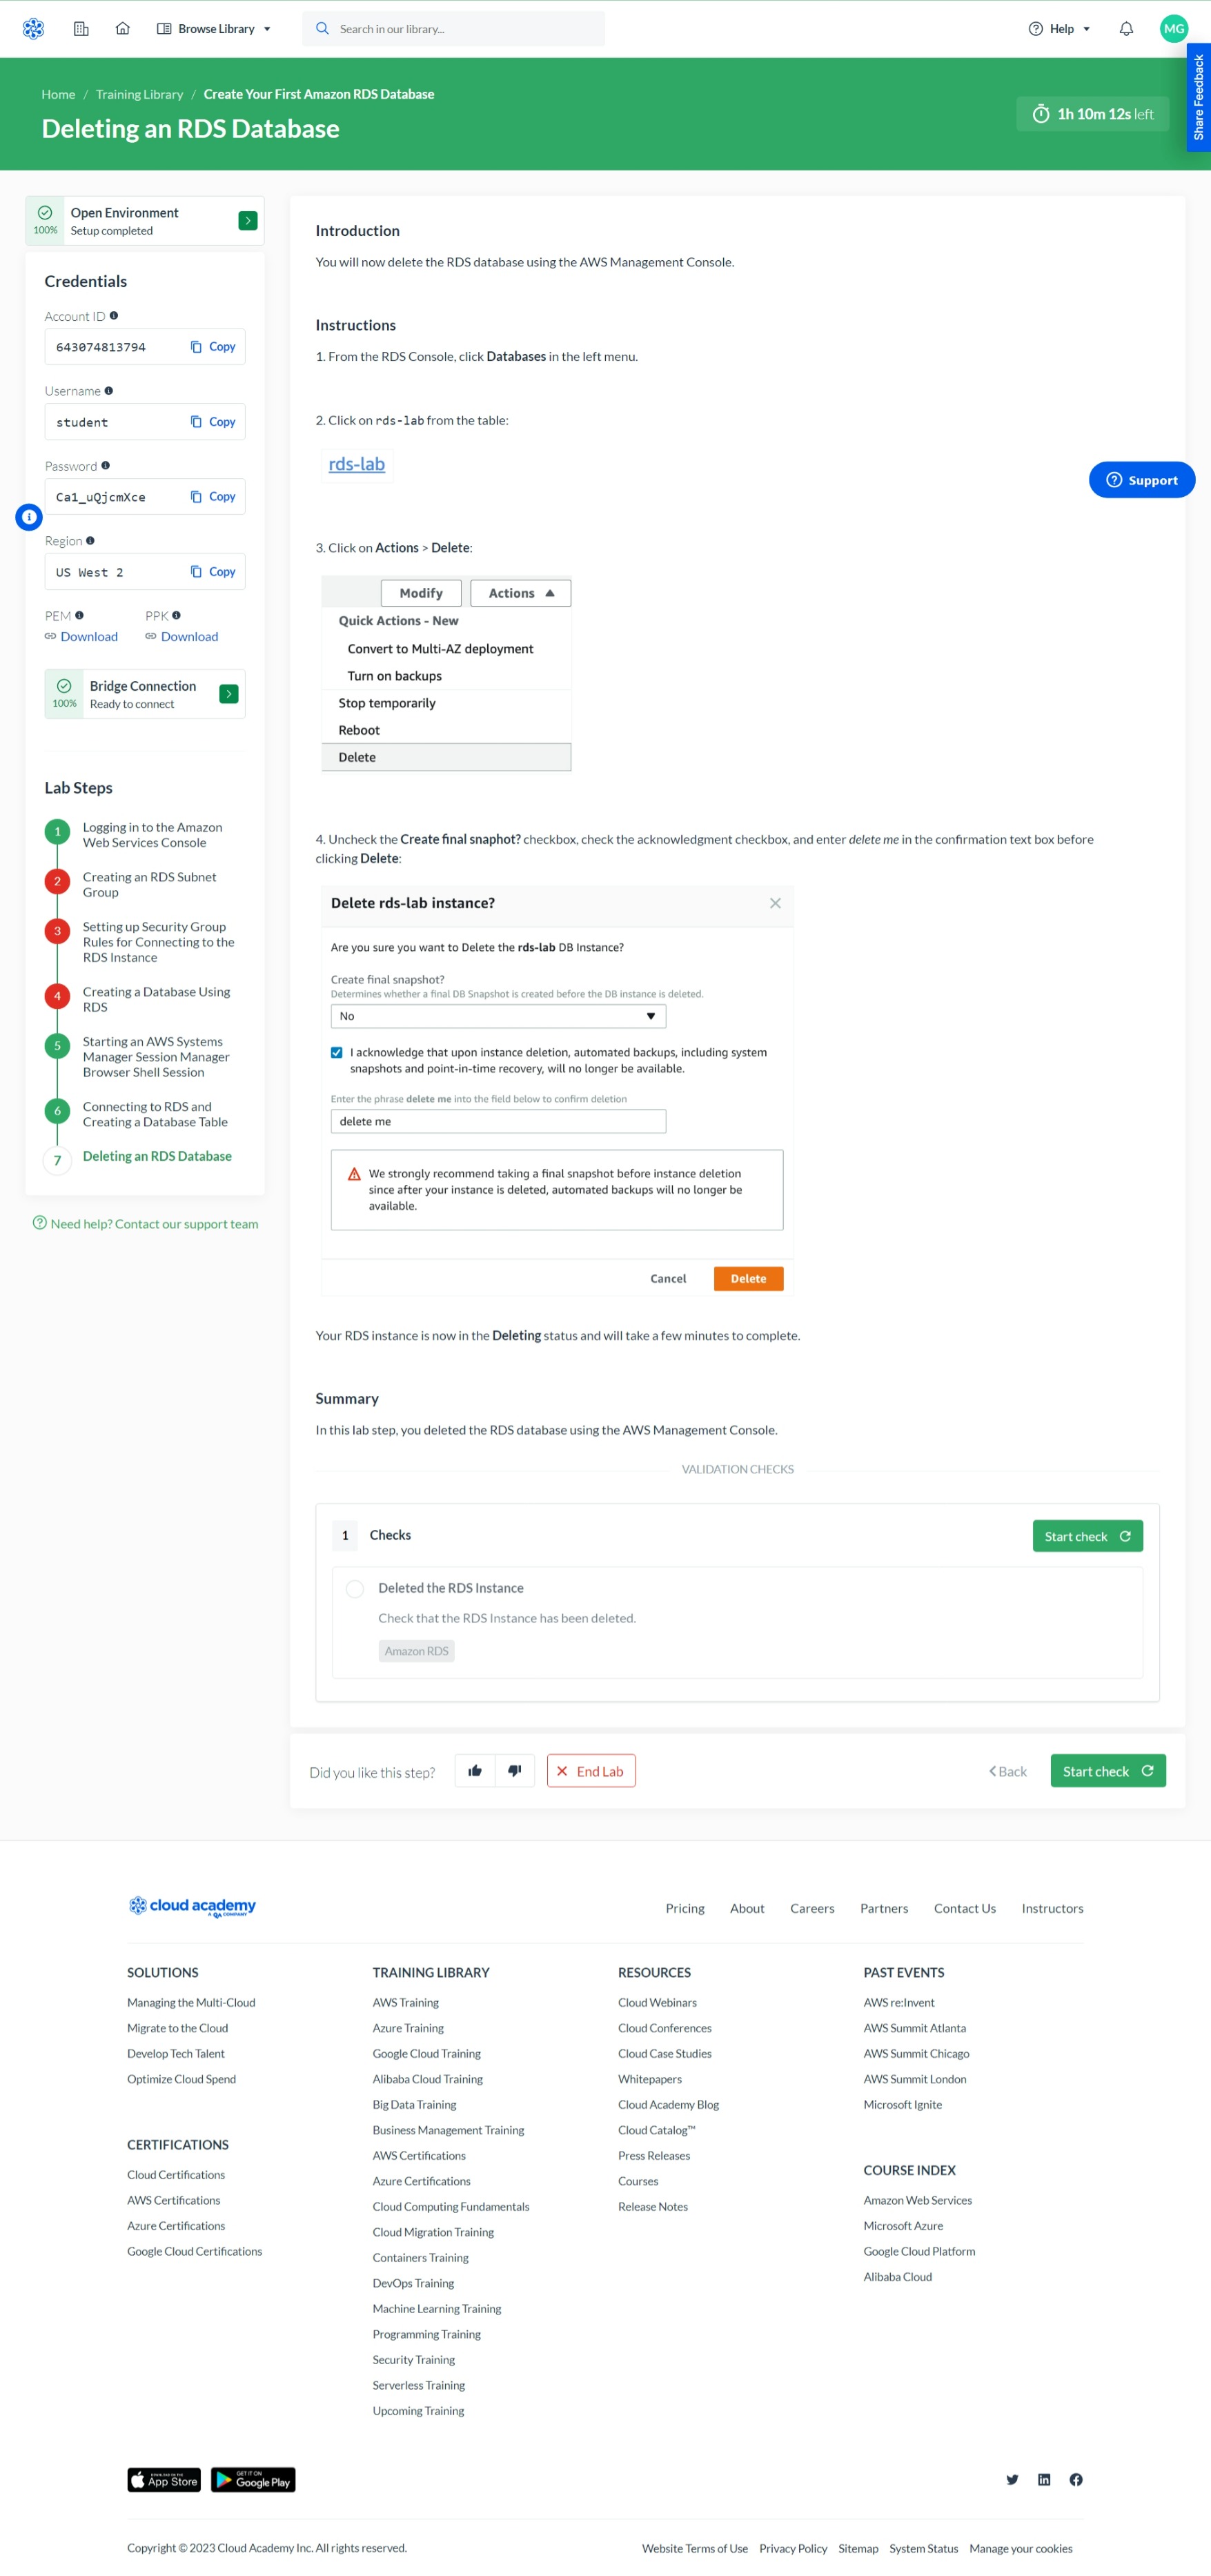 Browse Library
Search in our library...
Help
MG
Share Feedback
Home / Training Library / Create Your First Amazon RDS Database
Deleting an RDS Database
1h 10m 12s left
100%
Open Environment
Setup completed
Credentials
Account ID
643074813794
Copy
Username
student
Copy
Password
Ca1_uQjcmXce
Copy
Region
US West 2
Copy
PEM
PPK
Download
Download
100%
Bridge Connection
Ready to connect
Lab Steps
1
Logging in to the Amazon
Web Services Console
2
Creating an RDS Subnet
Group
3
Setting up Security Group
Rules for Connecting to the
RDS Instance
4
Creating a Database Using
RDS
5
Starting an AWS Systems
Manager Session Manager
Browser Shell Session
6
Connecting to RDS and
Creating a Database Table
7
Deleting an RDS Database
Need help? Contact our support team
Introduction
You will now delete the RDS database using the AWS Management Console.
Instructions
1. From the RDS Console, click Databases in the left menu.
2. Click on rds-lab from the table:
rds-lab
Support
3. Click on Actions > Delete:
Modify
Actions
Quick Actions - New
Convert to Multi-AZ deployment
Turn on backups
Stop temporarily
Reboot
Delete
4. Uncheck the Create final snaphot? checkbox, check the acknowledgment checkbox, and enter delete me in the confirmation text box before
clicking Delete:
Delete rds-lab instance?
Are you sure you want to Delete the rds-lab DB Instance?
Create final snapshot?
Determines whether a final DB Snapshot is created before the DB instance is deleted.
No
I acknowledge that upon instance deletion, automated backups, including system
snapshots and point-in-time recovery, will no longer be available.
Enter the phrase delete me into the field below to confirm deletion
delete me
We strongly recommend taking a final snapshot before instance deletion
since after your instance is deleted, automated backups will no longer be
available.
Cancel
Delete
Your RDS instance is now in the Deleting status and will take a few minutes to complete.
Summary
In this lab step, you deleted the RDS database using the AWS Management Console.
VALIDATION CHECKS
1
Checks
Start check
Deleted the RDS Instance
Check that the RDS Instance has been deleted.
Amazon RDS
Did you like this step?
End Lab
Back
Start check
cloud academy
A QA COMPANY
Pricing
About
Careers
Partners
Contact Us
Instructors
SOLUTIONS
Managing the Multi-Cloud
Migrate to the Cloud
Develop Tech Talent
Optimize Cloud Spend
CERTIFICATIONS
Cloud Certifications
AWS Certifications
Azure Certifications
Google Cloud Certifications
TRAINING LIBRARY
AWS Training
Azure Training
Google Cloud Training
Alibaba Cloud Training
Big Data Training
Business Management Training
AWS Certifications
Azure Certifications
Cloud Computing Fundamentals
Cloud Migration Training
Containers Training
DevOps Training
Machine Learning Training
Programming Training
Security Training
Serverless Training
Upcoming Training
RESOURCES
Cloud Webinars
Cloud Conferences
Cloud Case Studies
Whitepapers
Cloud Academy Blog
Cloud Catalog™
Press Releases
Courses
Release Notes
PAST EVENTS
AWS re:Invent
AWS Summit Atlanta
AWS Summit Chicago
AWS Summit London
Microsoft Ignite
COURSE INDEX
Amazon Web Services
Microsoft Azure
Google Cloud Platform
Alibaba Cloud
Download on the
App Store
GET IT ON
Google Play
Copyright © 2023 Cloud Academy Inc. All rights reserved.
Website Terms of Use
Privacy Policy
Sitemap
System Status
Manage your cookies